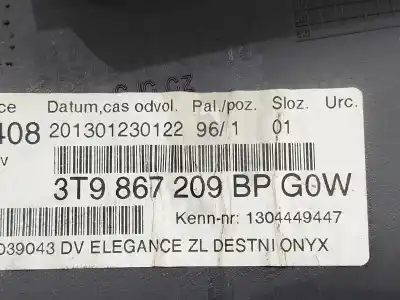 ce Datum,cas odvol. Pal./poz. Sloz. Urc.
408 201301230122 96/1 01
v
3T9 867 209 BP G0W
Kenn-nr: 1304449447
039043 DV ELEGANCE ZL DESTNI ONYX